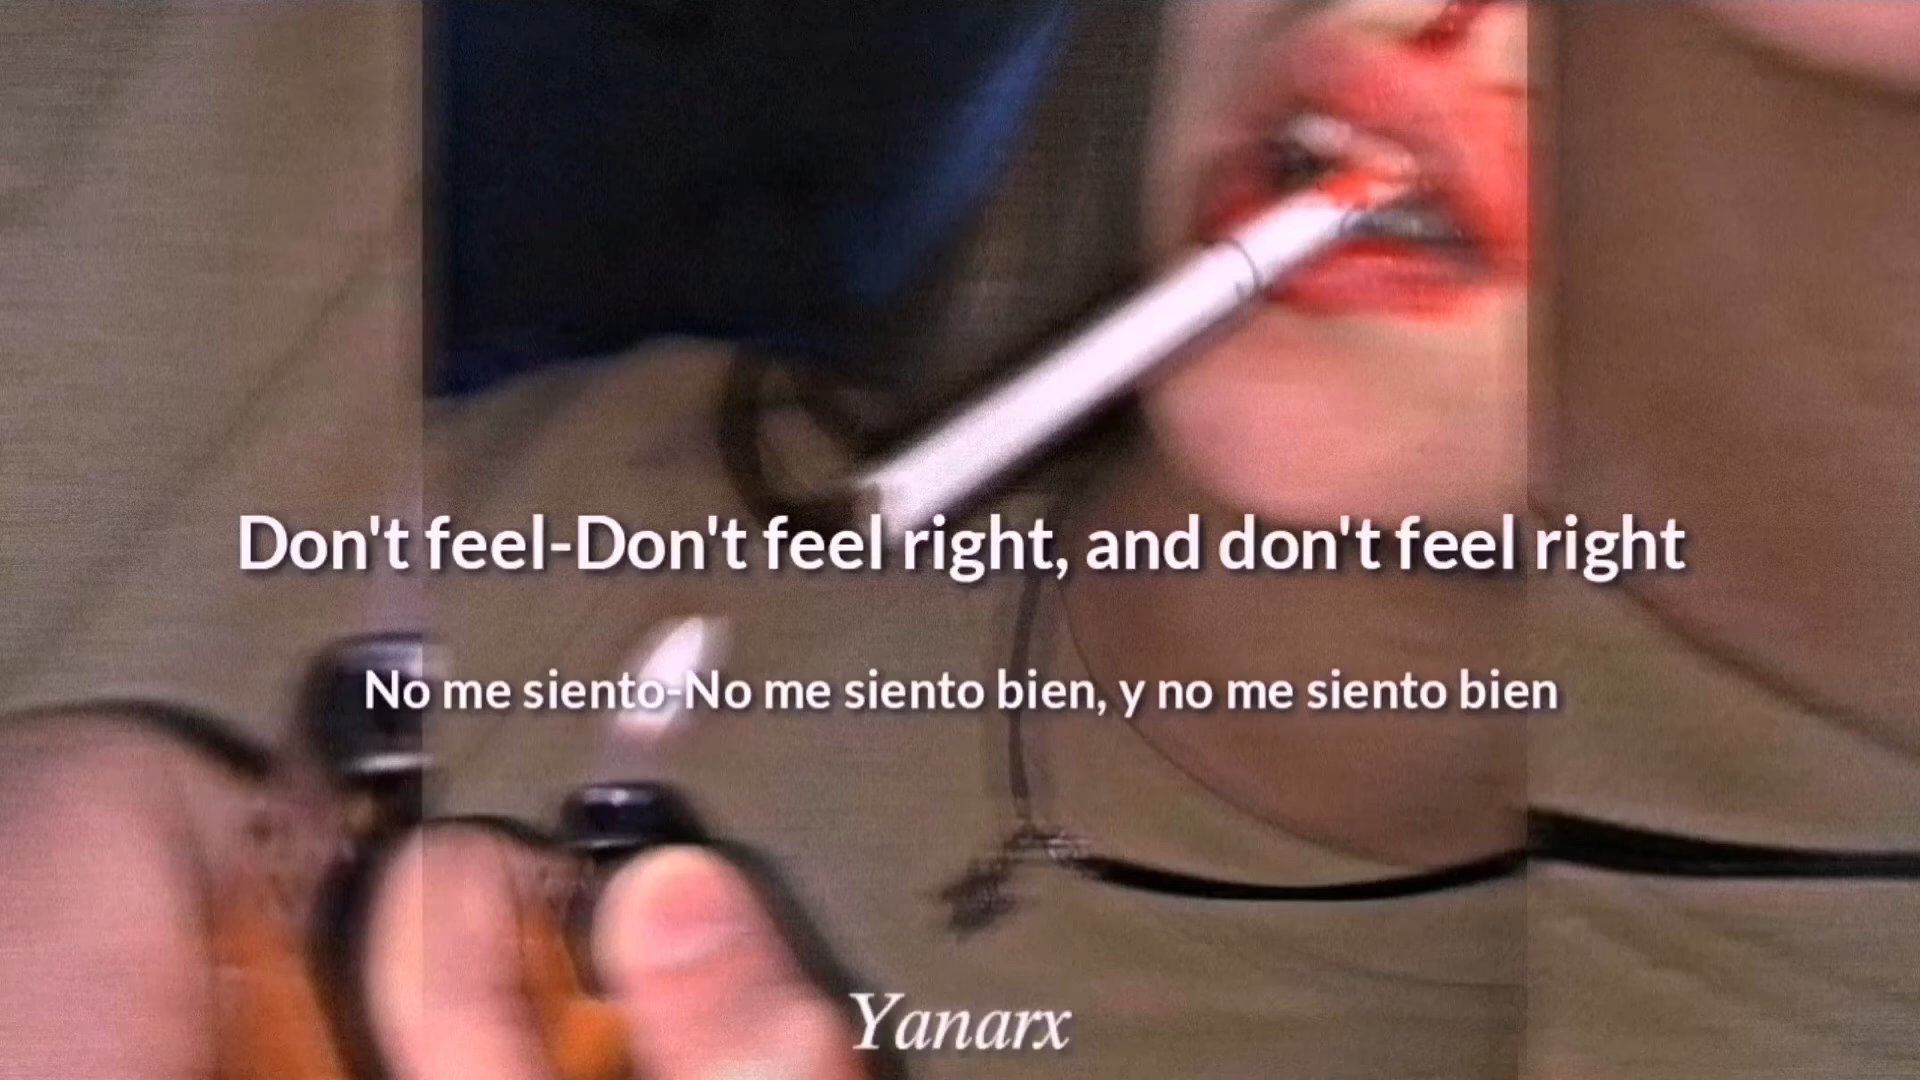 Don't feel-Don't feel right, and don't feel right
No me siento-No me siento bien, y no me siento bien
Yanarx